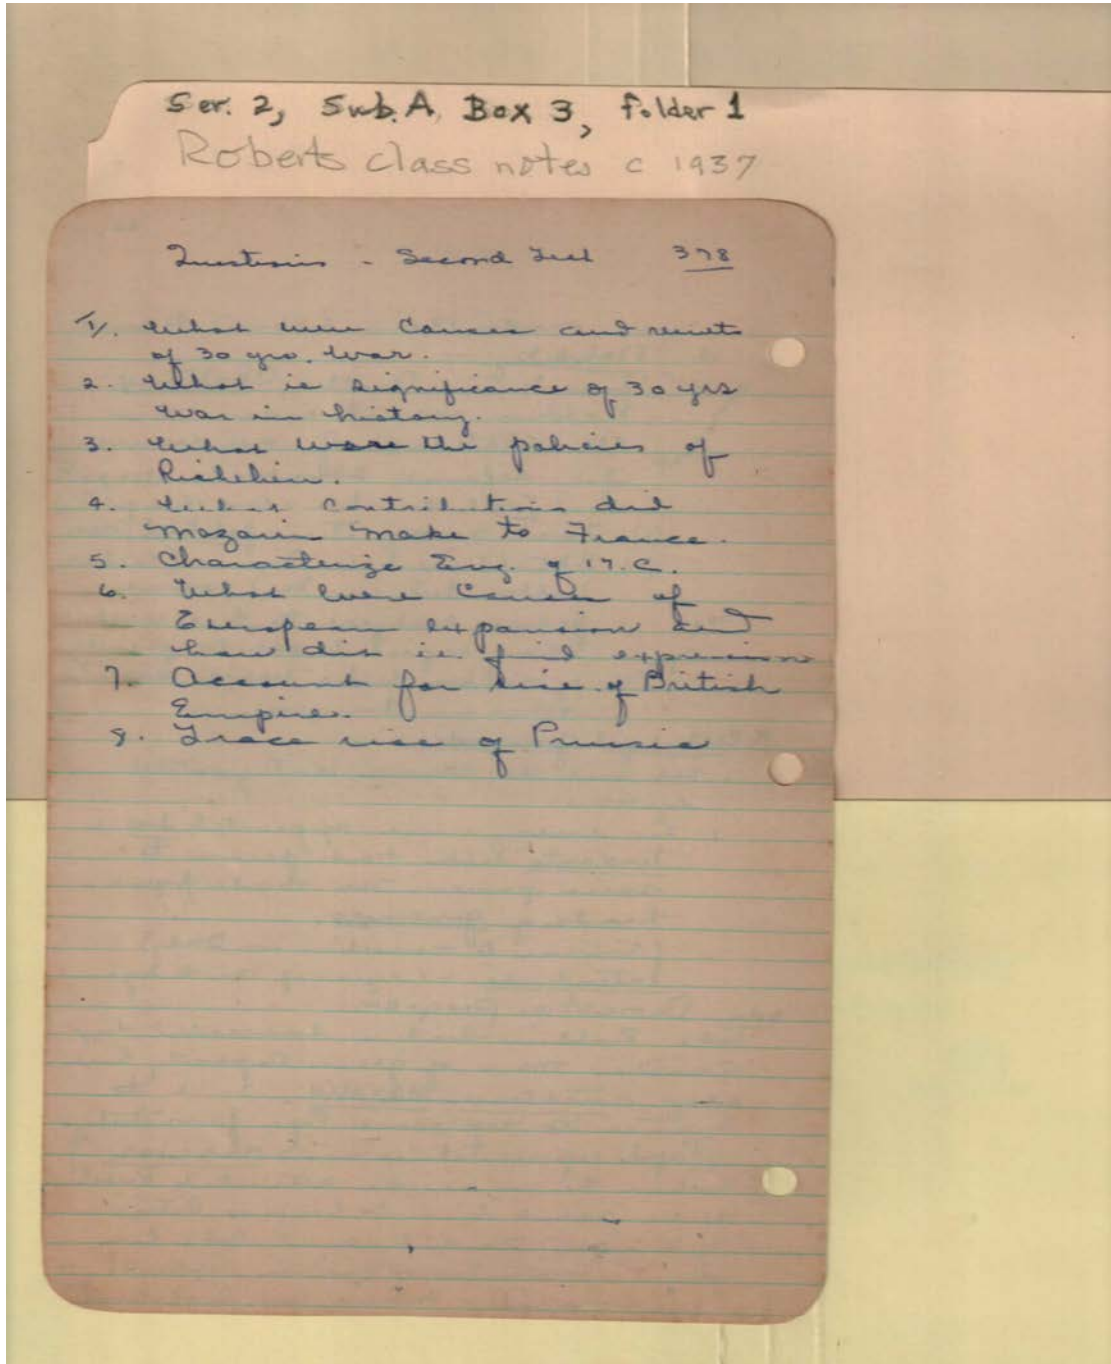 Ser. 2, Sub. A, Box 3, folder 1
Roberts class notes c 1937
Questions - Second Test 378
1. What were Causes and results
of 30 yrs. War.
2. What is significance of 30 yrs
War in history.
3. What were the policies of
Richelieu.
4. What contributions did
Mazarin make to France.
5. Characterize Eng. of 17. C.
6. What were Causes of
European expansion and
how did it find expression
7. Account for rise of British
Empire.
8. Trace rise of Prussia